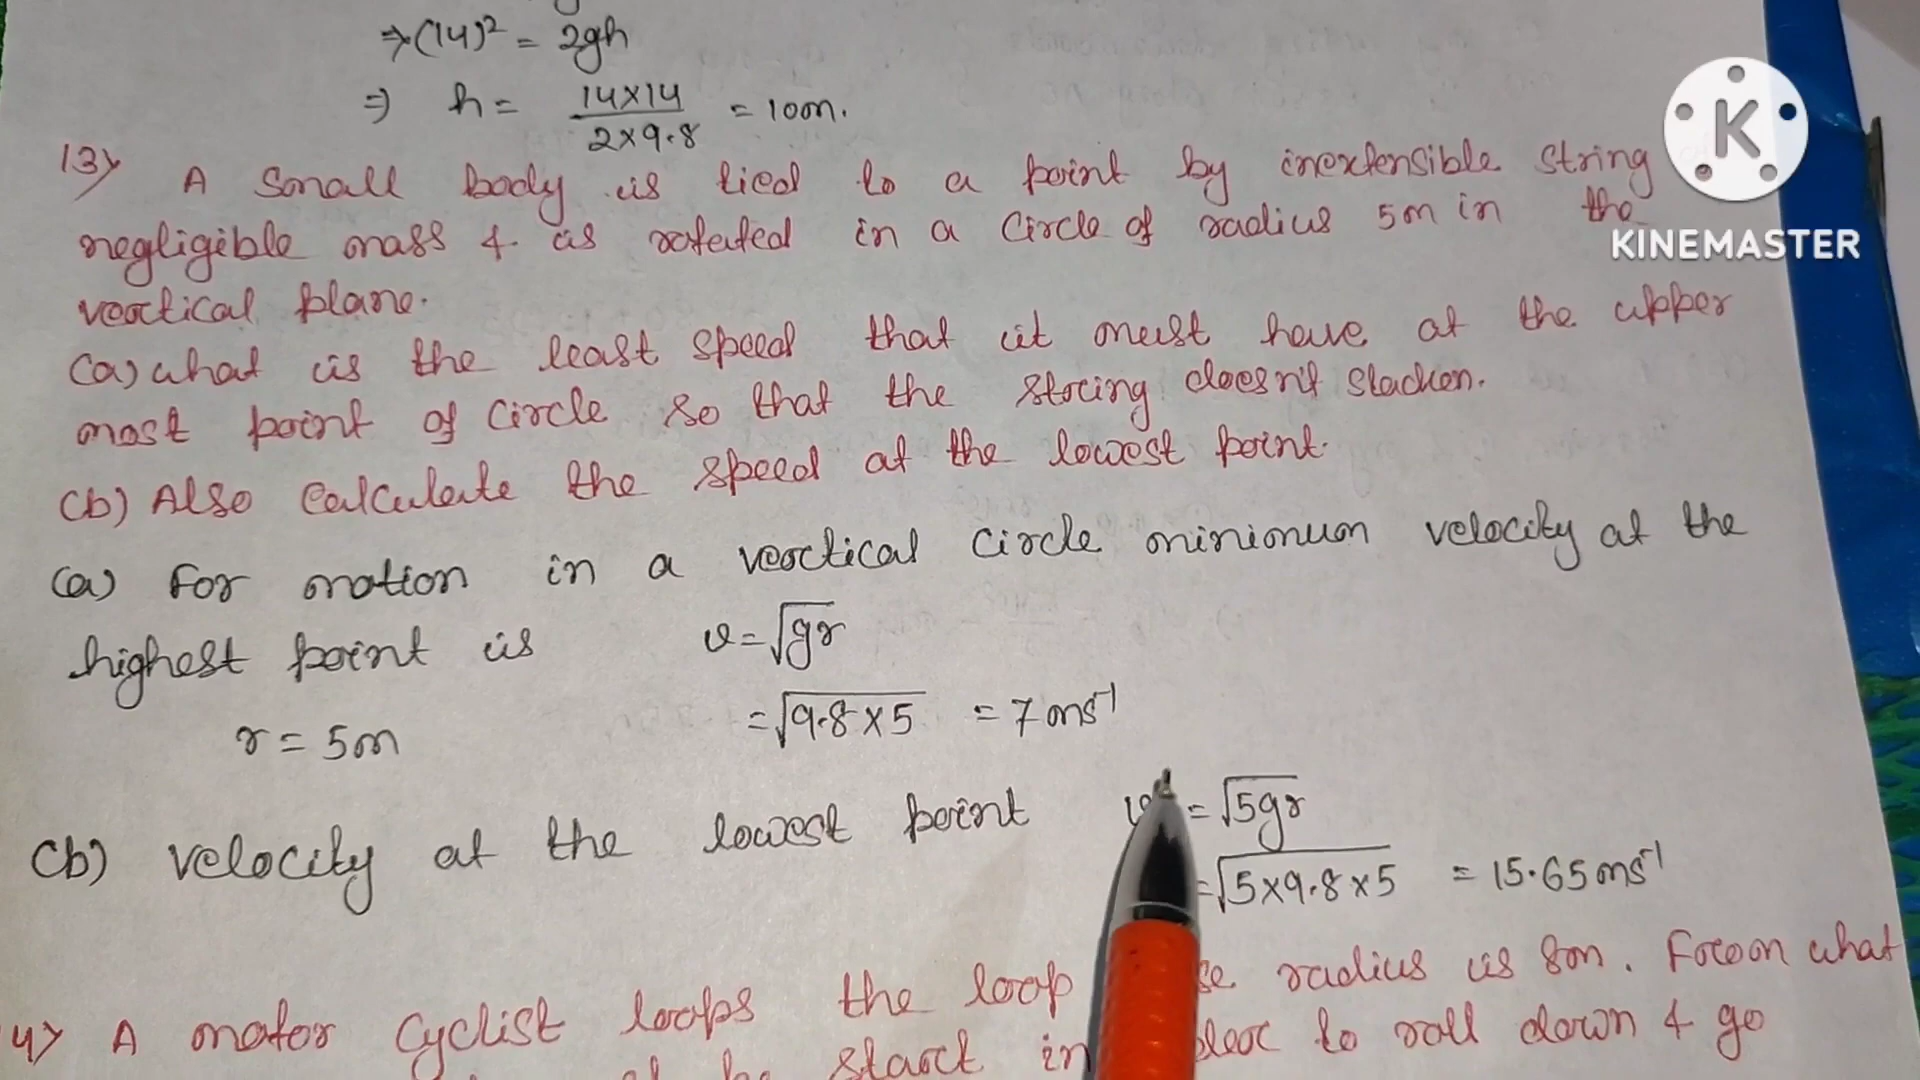 ⇒ (14)² = 2gh
⇒ h = 14×14 / 2×9.8 = 10m.
13) A small body is tied to a point by inextensible string
negligible mass & is rotated in a circle of radius 5m in the
vertical plane.
(a) what is the least speed that it must have at the upper
most point of circle so that the string doesn't slacken.
(b) Also calculate the speed at the lowest point.
(a) For motion in a vertical circle minimum velocity at the
highest point is v = √gr
r = 5m = √9.8×5 = 7ms⁻¹
(b) velocity at the lowest point = √5gr
= √5×9.8×5 = 15.65ms⁻¹
4) A motor cyclist loops the loop radius is 8m. From what
start in to roll down & go
K
KINEMASTER